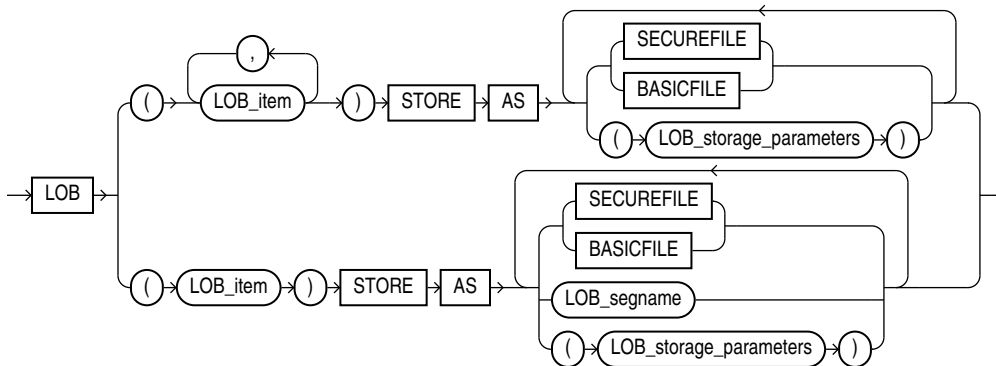 ,
SECUREFILE
BASICFILE
( LOB_item ) STORE AS
( LOB_storage_parameters )
LOB
SECUREFILE
BASICFILE
( LOB_item ) STORE AS
LOB_segname
( LOB_storage_parameters )